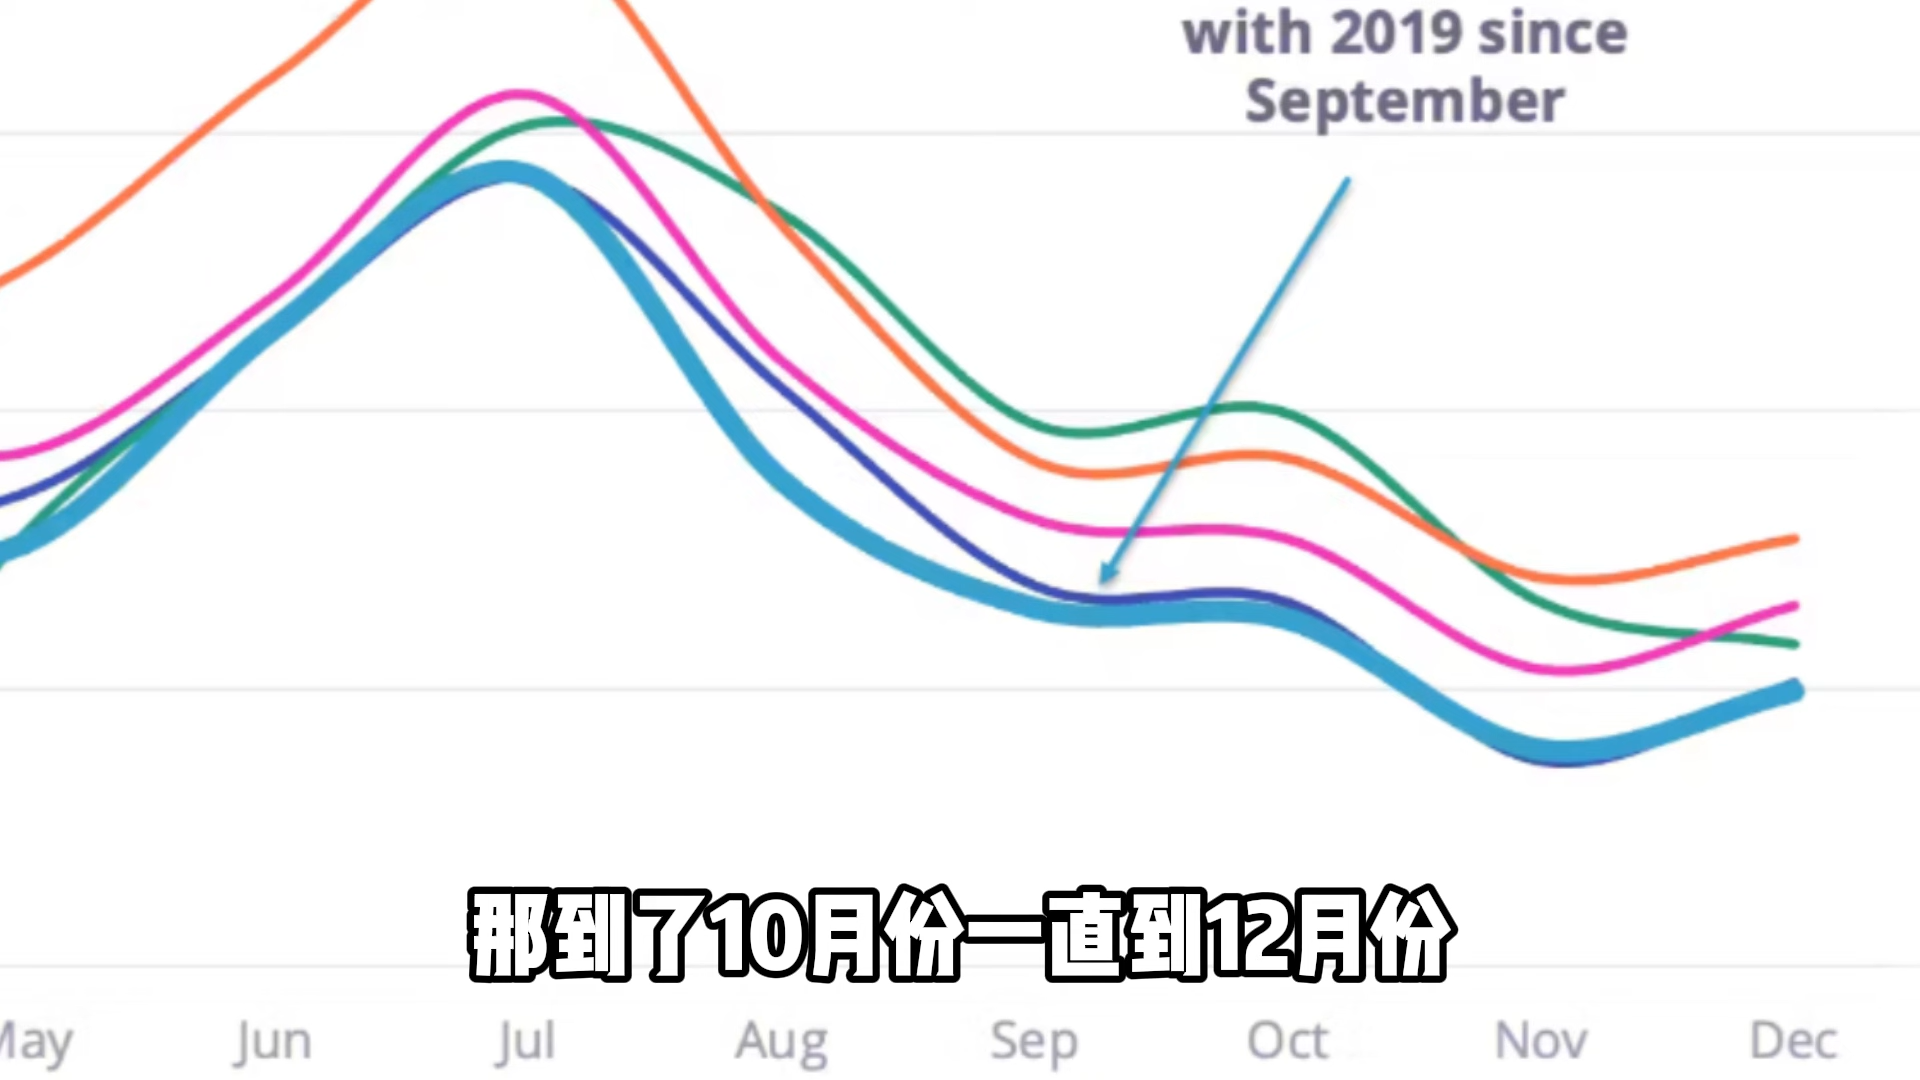 with 2019 since
September
那到了10月份一直到12月份
May Jun Jul Aug Sep Oct Nov Dec